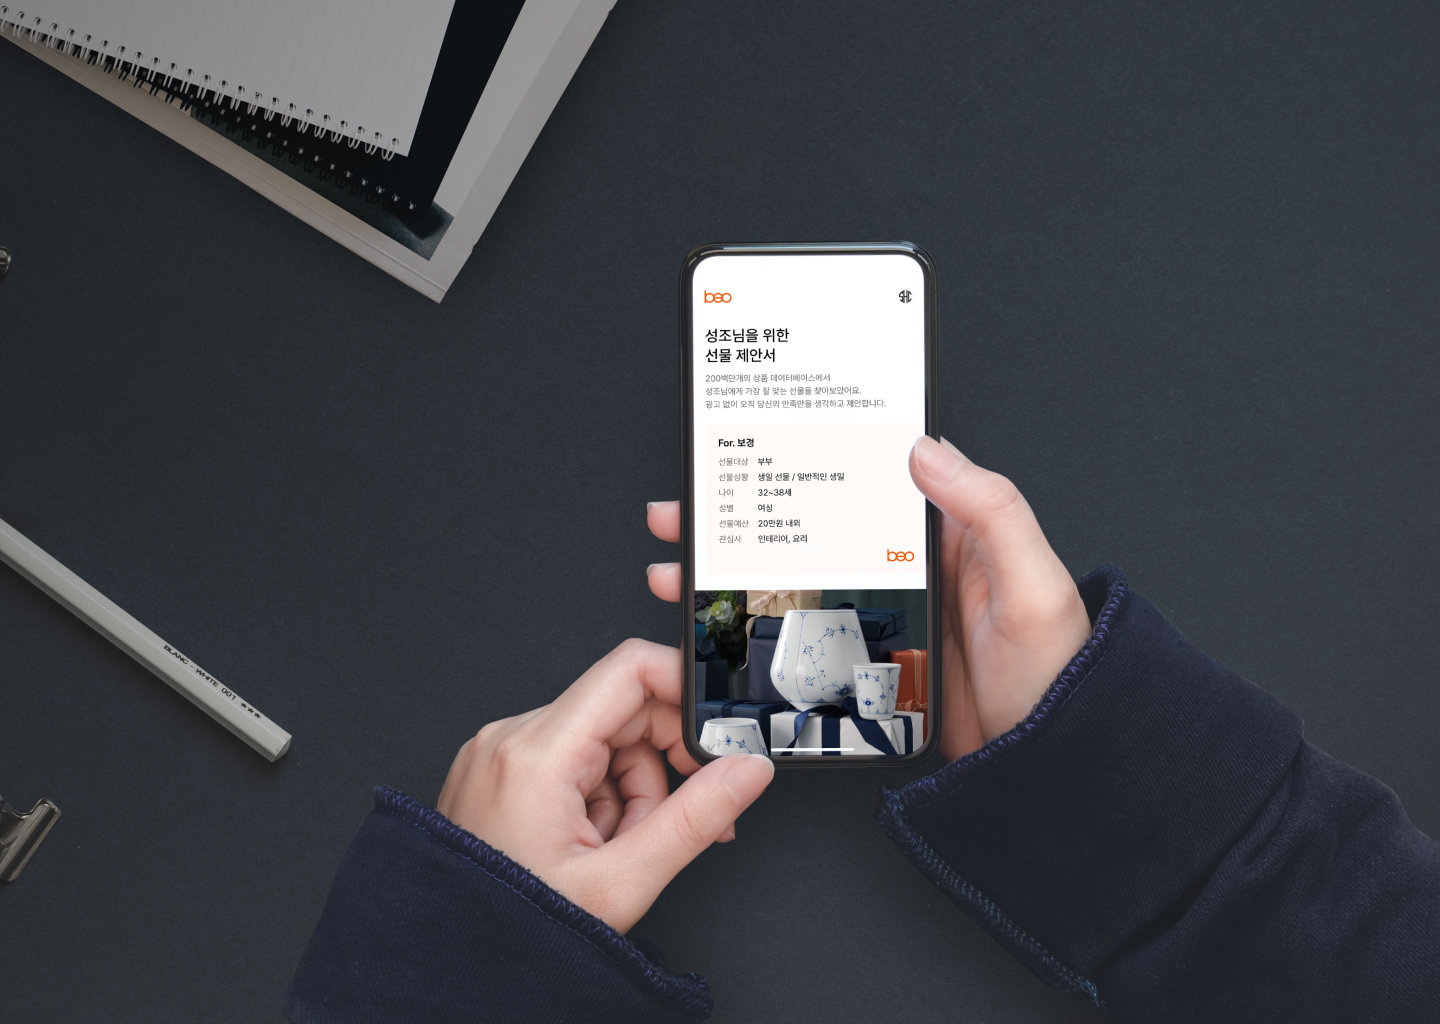 beo
성조님을 위한
선물 제안서
200백만개의 상품 데이터베이스에서
성조님에게 가장 잘 맞는 선물을 찾아보았어요.
광고 없이 오직 당신의 만족만을 생각하고 제안합니다.
For. 보경
선물대상 부부
선물상황 생일 선물 / 일반적인 생일
나이 32~38세
성별 여성
선물예산 20만원 내외
관심사 인테리어, 요리
beo
BLANC - WHITE 001 ★★★